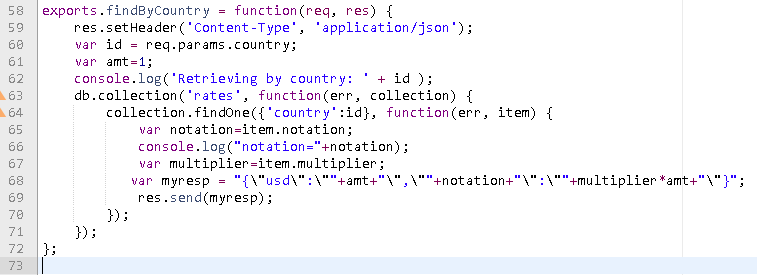 58 exports.findByCountry = function(req, res) {
59     res.setHeader('Content-Type', 'application/json');
60     var id = req.params.country;
61     var amt=1;
62     console.log('Retrieving by country: ' + id );
63     db.collection('rates', function(err, collection) {
64         collection.findOne({'country':id}, function(err, item) {
65             var notation=item.notation;
66             console.log("notation="+notation);
67             var multiplier=item.multiplier;
68            var myresp = "{\"usd\":\""+amt+"\",\""+notation+"\":\""+multiplier*amt+"\"}";
69             res.send(myresp);
70         });
71     });
72 };
73